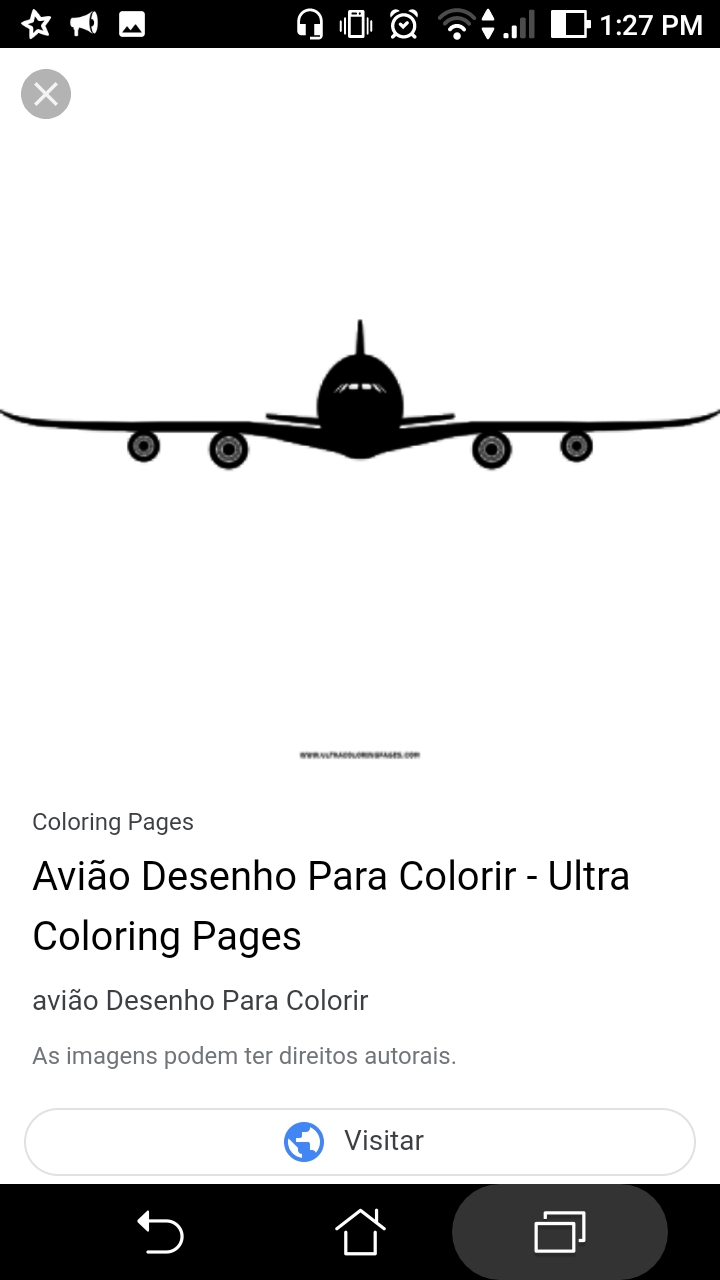 1:27 PM
WWW.ULTRACOLORINGPAGES.COM
Coloring Pages
Avião Desenho Para Colorir - Ultra
Coloring Pages
avião Desenho Para Colorir
As imagens podem ter direitos autorais.
Visitar